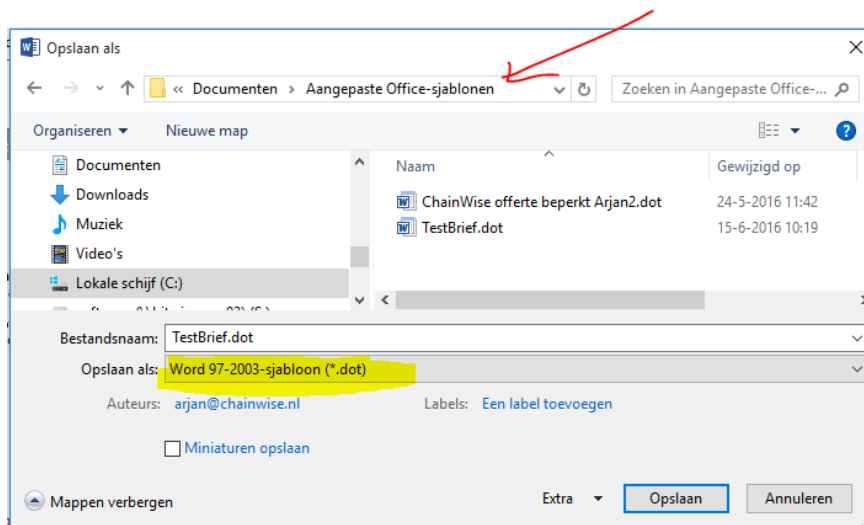 Opslaan als
« Documenten > Aangepaste Office-sjablonen
Zoeken in Aangepaste Office-...
Organiseren
Nieuwe map
Documenten
Downloads
Muziek
Video's
Lokale schijf (C:)
Naam
Gewijzigd op
ChainWise offerte beperkt Arjan2.dot 24-5-2016 11:42
TestBrief.dot 15-6-2016 10:19
Bestandsnaam: TestBrief.dot
Opslaan als: Word 97-2003-sjabloon (*.dot)
Auteurs: arjan@chainwise.nl Labels: Een label toevoegen
Miniaturen opslaan
Mappen verbergen
Extra
Opslaan
Annuleren